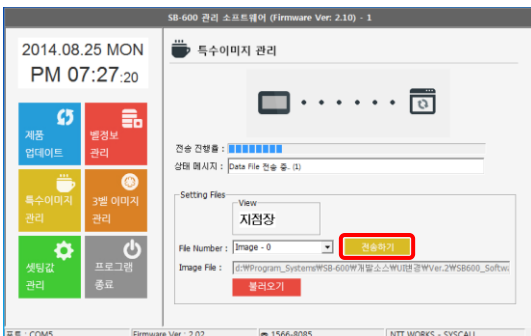 SB-600 관리 소프트웨어 (Firmware Ver: 2.10) - 1
2014.08.25 MON
PM 07:27:20
제품
업데이트
벨정보
관리
특수이미지
관리
3벨 이미지
관리
셋팅값
관리
프로그램
종료
특수이미지 관리
전송 진행율 :
상태 메시지 : Data File 전송 중. (1)
Setting Files
View
지점장
File Number : Image - 0
전송하기
Image File : d:₩Program_Systems₩SB-600₩개발소스₩UI변경₩Ver.2₩SB600_Softwa
불러오기
포트 : COM5
Firmware Ver : 2.02
☎ 1566-8085
NTT WORKS - SYSCALL